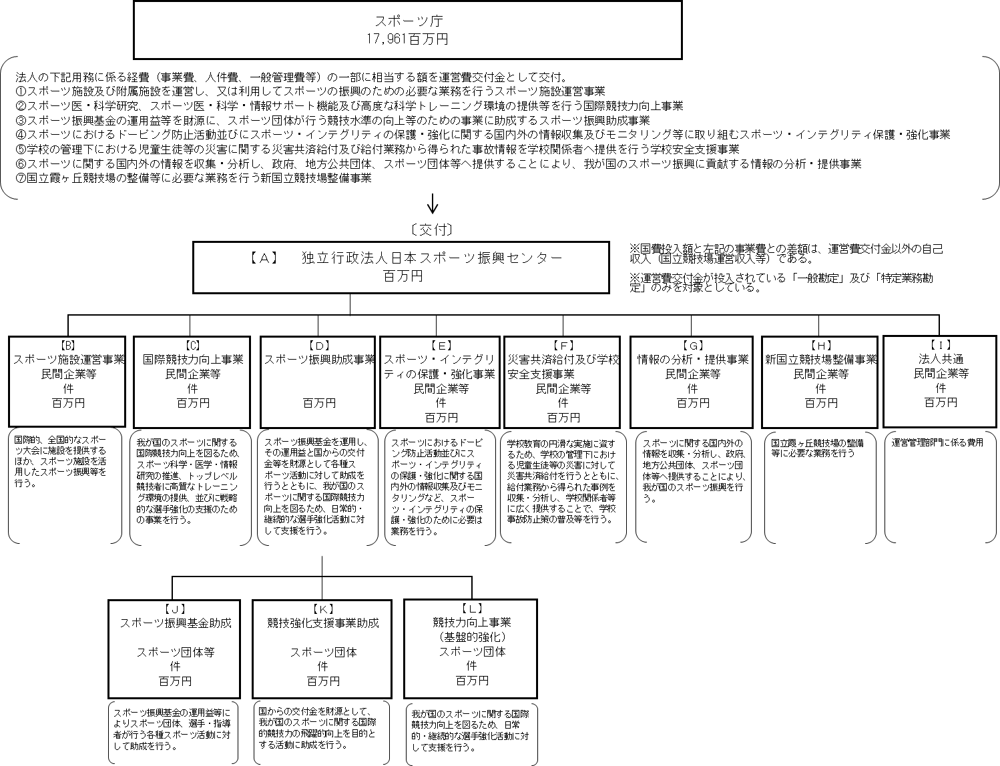 スポーツ庁
17,961百万円
法人の下記用務に係る経費（事業費、人件費、一般管理費等）の一部に相当する額を運営費交付金として交付。
①スポーツ施設及び附属施設を運営し、又は利用してスポーツの振興のための必要な業務を行うスポーツ施設運営事業
②スポーツ医・科学研究、スポーツ医・科学・情報サポート機能及び高度な科学トレーニング環境の提供等を行う国際競技力向上事業
③スポーツ振興基金の運用益等を財源に、スポーツ団体が行う競技水準の向上等のための事業に助成するスポーツ振興助成事業
④スポーツにおけるドーピング防止活動並びにスポーツ・インテグリティの保護・強化に関する国内外の情報収集及びモニタリング等に取り組むスポーツ・インテグリティ保護・強化事業
⑤学校の管理下における児童生徒等の災害に関する災害共済給付及び給付業務から得られた事故情報を学校関係者へ提供を行う学校安全支援事業
⑥スポーツに関する国内外の情報を収集・分析し、政府、地方公共団体、スポーツ団体等へ提供することにより、我が国のスポーツ振興に貢献する情報の分析・提供事業
⑦国立霞ヶ丘競技場の整備等に必要な業務を行う新国立競技場整備事業
〔交付〕
【Ａ】　独立行政法人日本スポーツ振興センター
百万円
※国費投入額と左記の事業費との差額は、運営費交付金以外の自己
収入（国立競技場運営収入等）である。
※運営費交付金が投入されている「一般勘定」及び「特定業務勘
定」のみを対象としている。
【B】
スポーツ施設運営事業
民間企業等
件
百万円
国際的、全国的なスポー
ツ大会に施設を提供する
ほか、スポーツ施設を活
用したスポーツ振興等を
行う。
【C】
国際競技力向上事業
民間企業等
件
百万円
我が国のスポーツに関する
国際競技力向上を図るため、
スポーツ科学・医学・情報
研究の推進、トップレベル
競技者に高質なトレーニン
グ環境の提供、並びに戦略
的な選手強化の支援のため
の事業を行う。
【Ｄ】
スポーツ振興助成事業
百万円
スポーツ振興基金を運用し、
その運用益と国からの交付
金等を財源として各種ス
ポーツ活動に対して助成を
行うとともに、我が国のス
ポーツに関する国際競技力
向上を図るため、日常的・
継続的な選手強化活動に対
して支援を行う。
【Ｅ】
スポーツ・インテグリ
ティの保護・強化事業
民間企業等
件
百万円
スポーツにおけるドーピ
ング防止活動並びにス
ポーツ・インテグリティ
の保護・強化に関する国
内外の情報収集及びモニ
タリングなど、スポー
ツ・インテグリティの保
護・強化のために必要は
業務を行う。
【Ｆ】
災害共済給付及び学校
安全支援事業
民間企業等
件
百万円
学校教育の円滑な実施に資す
るため、学校の管理下におけ
る児童生徒等の災害に対して
災害共済給付を行うとともに、
給付業務から得られた事例を
収集・分析し、学校関係者等
に広く提供することで、学校
事故防止策の普及等を行う。
【Ｇ】
情報の分析・提供事業
民間企業等
件
百万円
スポーツに関する国内外の
情報を収集・分析し、政府、
地方公共団体、スポーツ団
体等へ提供することにより、
我が国のスポーツ振興を行
う。
【Ｈ】
新国立競技場整備事業
民間企業等
件
百万円
国立霞ヶ丘競技場の整備
等に必要な業務を行う
【Ｉ】
法人共通
民間企業等
件
百万円
運営管理部門に係る費用
【Ｊ】
スポーツ振興基金助成
スポーツ団体等
件
百万円
スポーツ振興基金の運用益等に
よりスポーツ団体、選手・指導
者が行う各種スポーツ活動に対
して助成を行う。
【Ｋ】
競技強化支援事業助成
スポーツ団体
件
百万円
国からの交付金を財源として、
我が国のスポーツに関する国際
的競技力の飛躍的向上を目的と
する活動に助成を行う。
【Ｌ】
競技力向上事業
（基盤的強化）
スポーツ団体
件
百万円
我が国のスポーツに関する国際
競技力向上を図るため、日常
的・継続的な選手強化活動に対
して支援を行う。